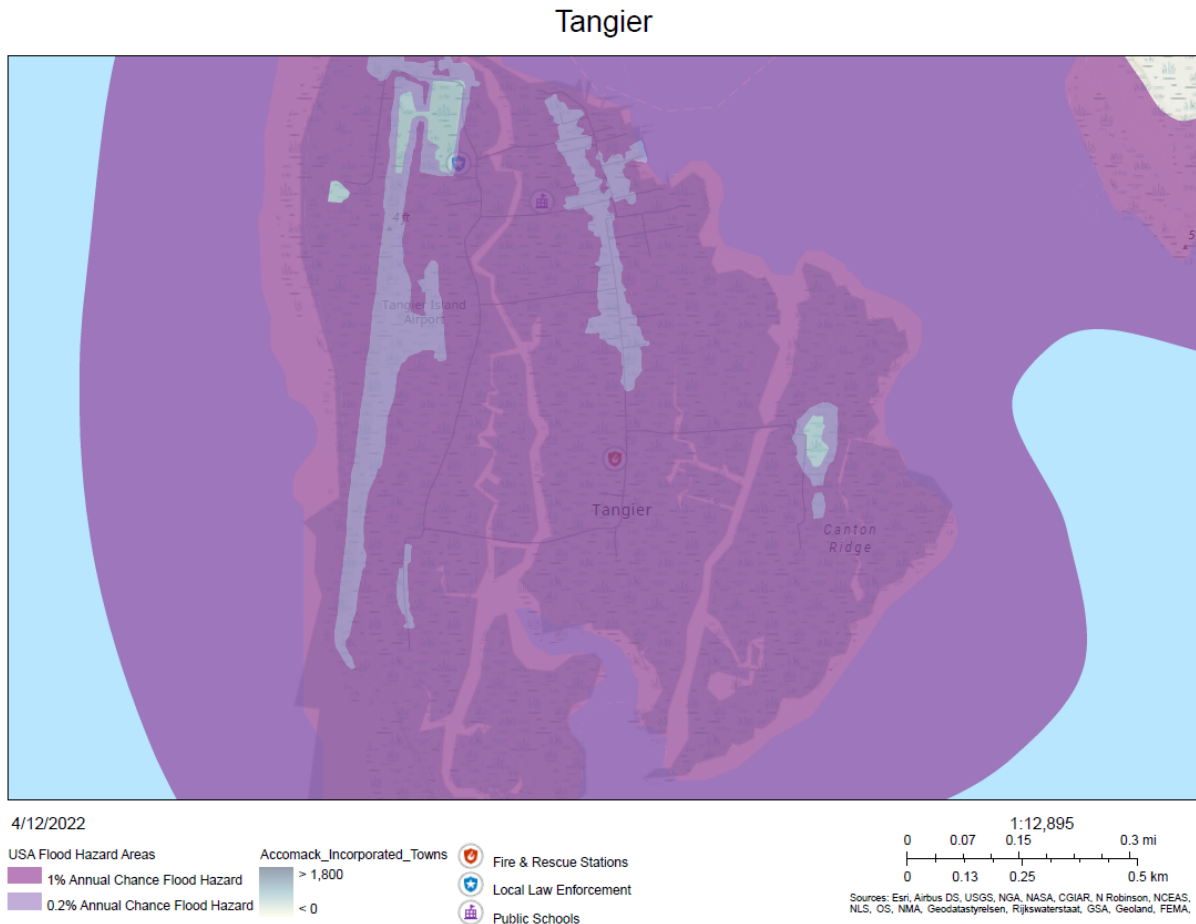 Tangier
5
4 ft
Tangier Island
Airport
Tangier
Canton
Ridge
4/12/2022
1:12,895
0 0.07 0.15 0.3 mi
0 0.13 0.25 0.5 km
USA Flood Hazard Areas
1% Annual Chance Flood Hazard
0.2% Annual Chance Flood Hazard
Accomack_Incorporated_Towns
> 1,800
< 0
Fire & Rescue Stations
Local Law Enforcement
Public Schools
Sources: Esri, Airbus DS, USGS, NGA, NASA, CGIAR, N Robinson, NCEAS,
NLS, OS, NMA, Geodatastyrelsen, Rijkswaterstaat, GSA, Geoland, FEMA,